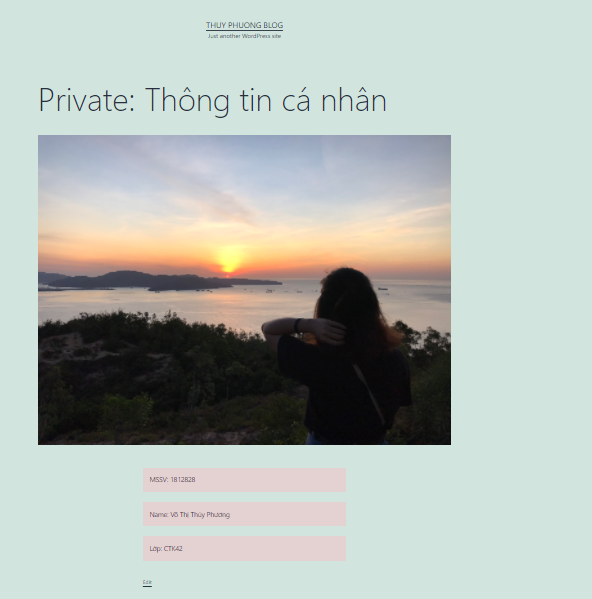 THUY PHUONG BLOG
Just another WordPress site
Private: Thông tin cá nhân
MSSV: 1812828
Name: Võ Thị Thùy Phương
Lớp: CTK42
Edit